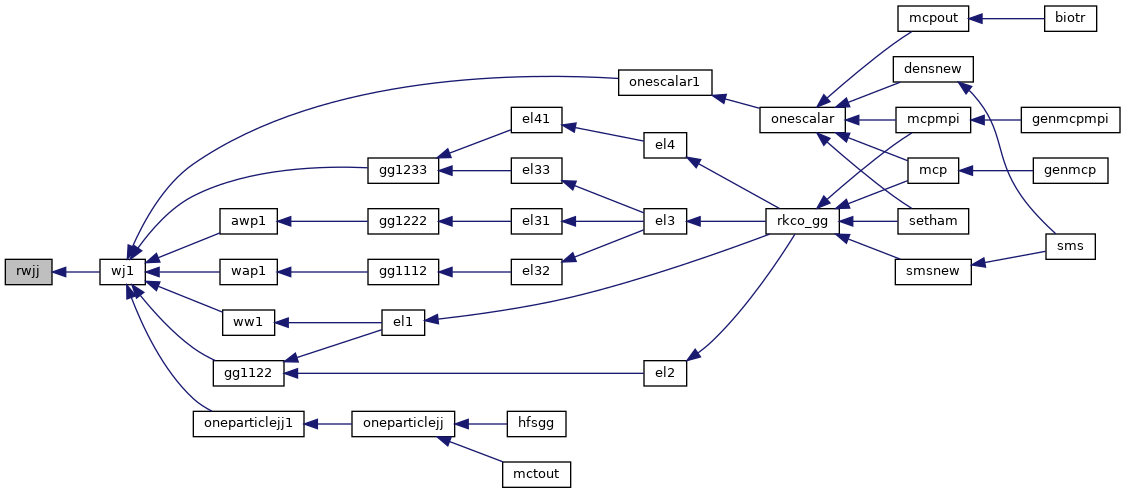 mcpout
biotr
densnew
onescalar1
el41
onescalar
mcpmpi
genmcpmpi
el4
gg1233
el33
mcp
genmcp
awp1
gg1222
el31
el3
rkco_gg
setham
sms
rwjj
wj1
wap1
gg1112
el32
smsnew
ww1
el1
gg1122
el2
oneparticlejj1
oneparticlejj
hfsgg
mctout